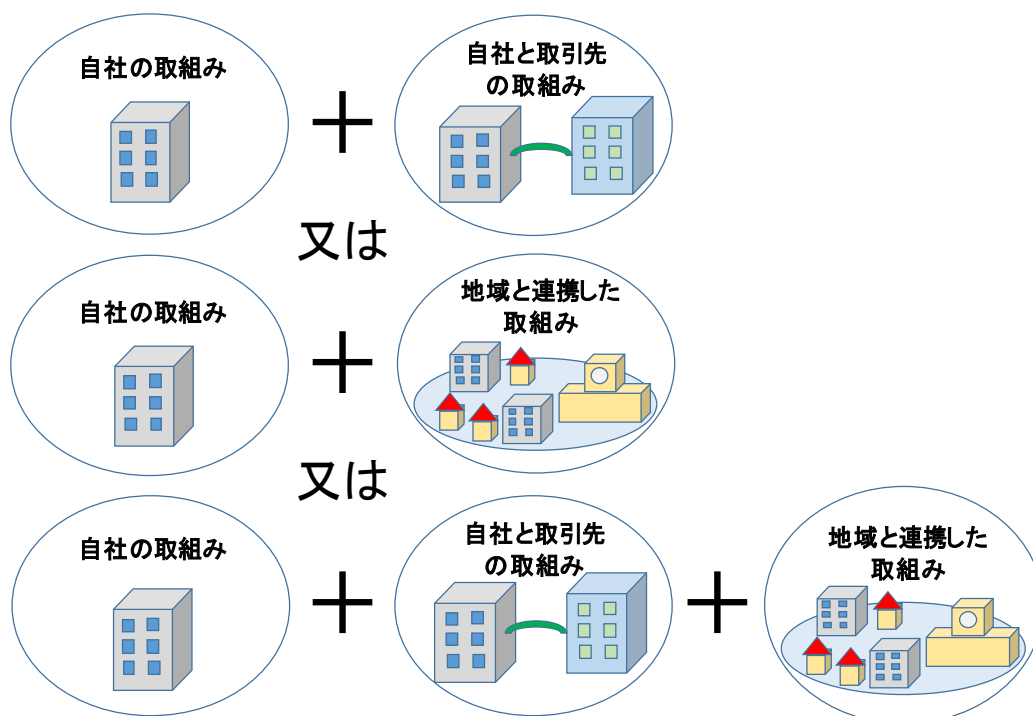 自社の取組み
＋
自社と取引先
の取組み
又は
自社の取組み
＋
地域と連携した
取組み
又は
自社の取組み
＋
自社と取引先
の取組み
＋
地域と連携した
取組み